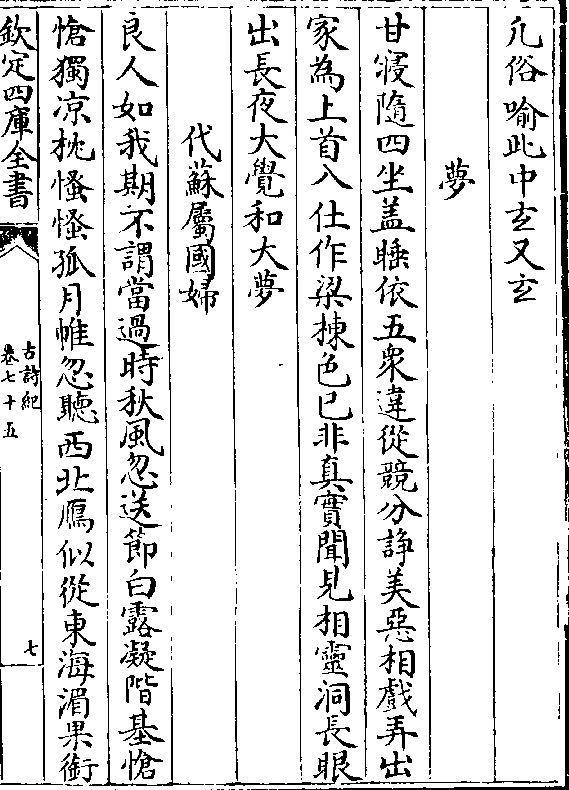 凢俗喻此中玄又玄
夢
甘寢隨四坐蓋睡依五衆違從競分諍美惡相戲弄出
家為上首入仕作梁棟色已非真實聞見相靈洞長眠
出長夜大覺和大夢
代蘇屬國婦
良人如我期不謂當過時秋風忽送節白露凝階基愴
愴獨凉枕慅慅孤月帷忽聽西北鴈似從東海湄果銜
欽定四庫全書
古詩紀
卷七十五
七